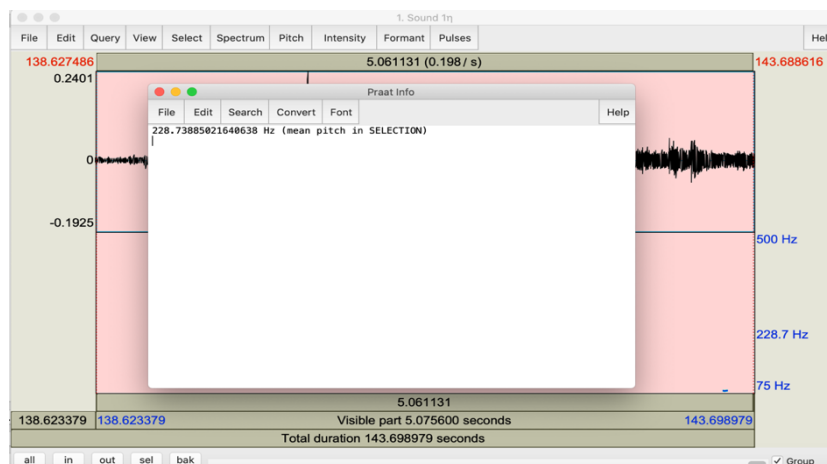 1. Sound 1η
File Edit Query View Select Spectrum Pitch Intensity Formant Pulses Hel
138.627486 5.061131 (0.198 / s) 143.688616
0.2401
Praat Info
File Edit Search Convert Font Help
228.73885021640638 Hz (mean pitch in SELECTION)
0
-0.1925
500 Hz
228.7 Hz
75 Hz
5.061131
138.623379 138.623379 Visible part 5.075600 seconds 143.698979
Total duration 143.698979 seconds
all in out sel bak Group